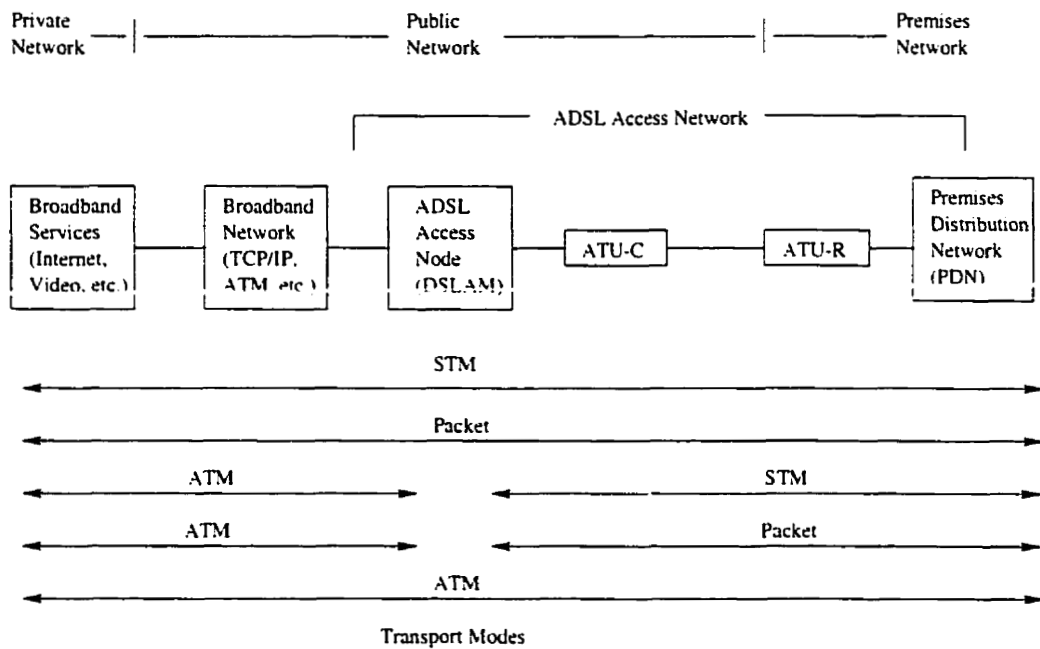 Private
Network
Public
Network
Premises
Network
ADSL Access Network
Broadband
Services
(Internet,
Video, etc.)
Broadband
Network
(TCP/IP,
ATM, etc.)
ADSL
Access
Node
(DSLAM)
ATU-C
ATU-R
Premises
Distribution
Network
(PDN)
STM
Packet
ATM
STM
ATM
Packet
ATM
Transport Modes